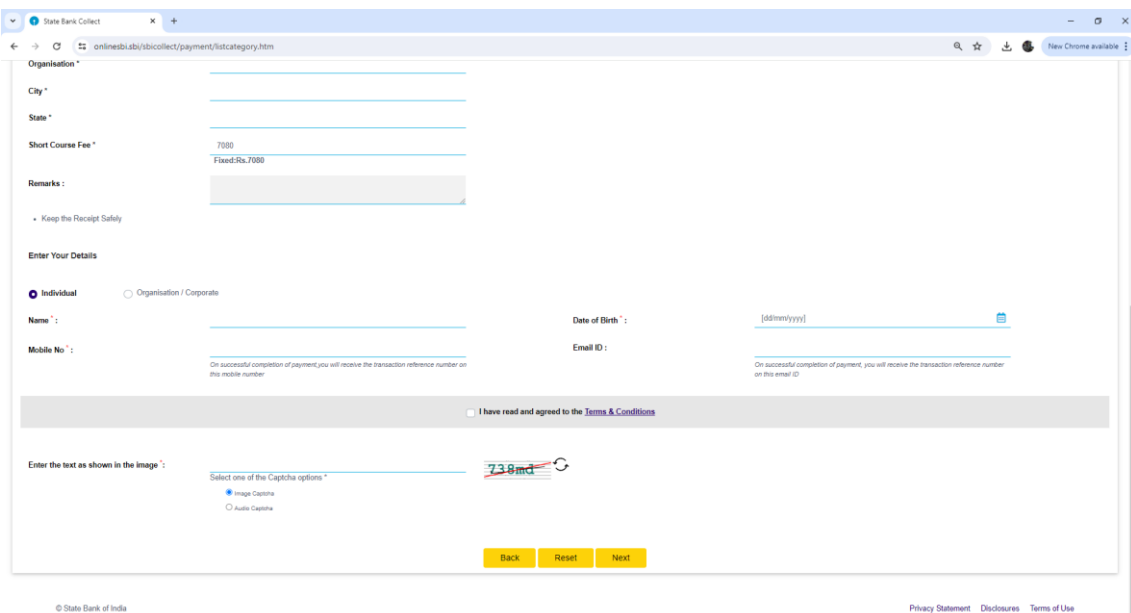 State Bank Collect
onlinesbi.sbi/sbicollect/payment/listcategory.htm
New Chrome available
Organisation *
City *
State *
Short Course Fee *
7080
Fixed:Rs.7080
Remarks :
• Keep the Receipt Safely
Enter Your Details
Individual
Organisation / Corporate
Name * :
Date of Birth * :
[dd/mm/yyyy]
Mobile No * :
Email ID :
On successful completion of payment,you will receive the transaction reference number on
this mobile number
On successful completion of payment, you will receive the transaction reference number
on this email ID
I have read and agreed to the Terms & Conditions
Enter the text as shown in the image * :
738md
Select one of the Captcha options *
Image Captcha
Audio Captcha
Back
Reset
Next
© State Bank of India
Privacy Statement Disclosures Terms of Use